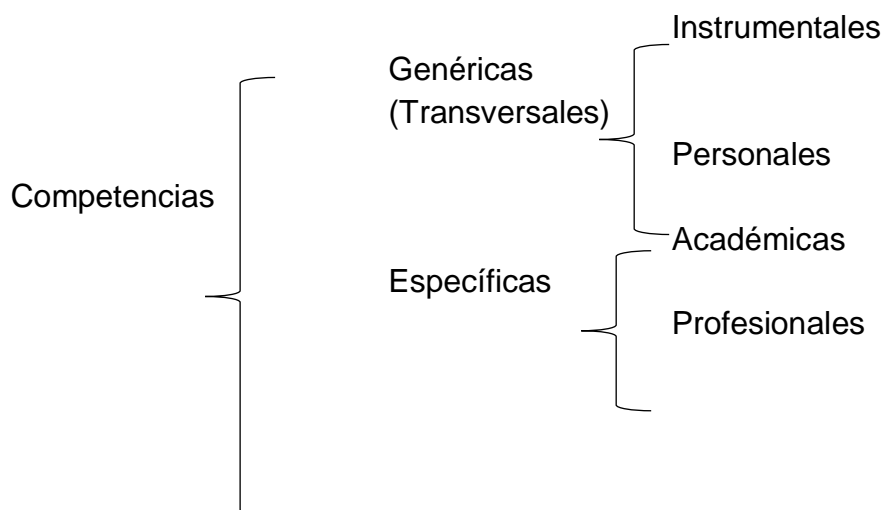 Instrumentales
Genéricas
(Transversales)
Personales
Competencias
Académicas
Específicas
Profesionales